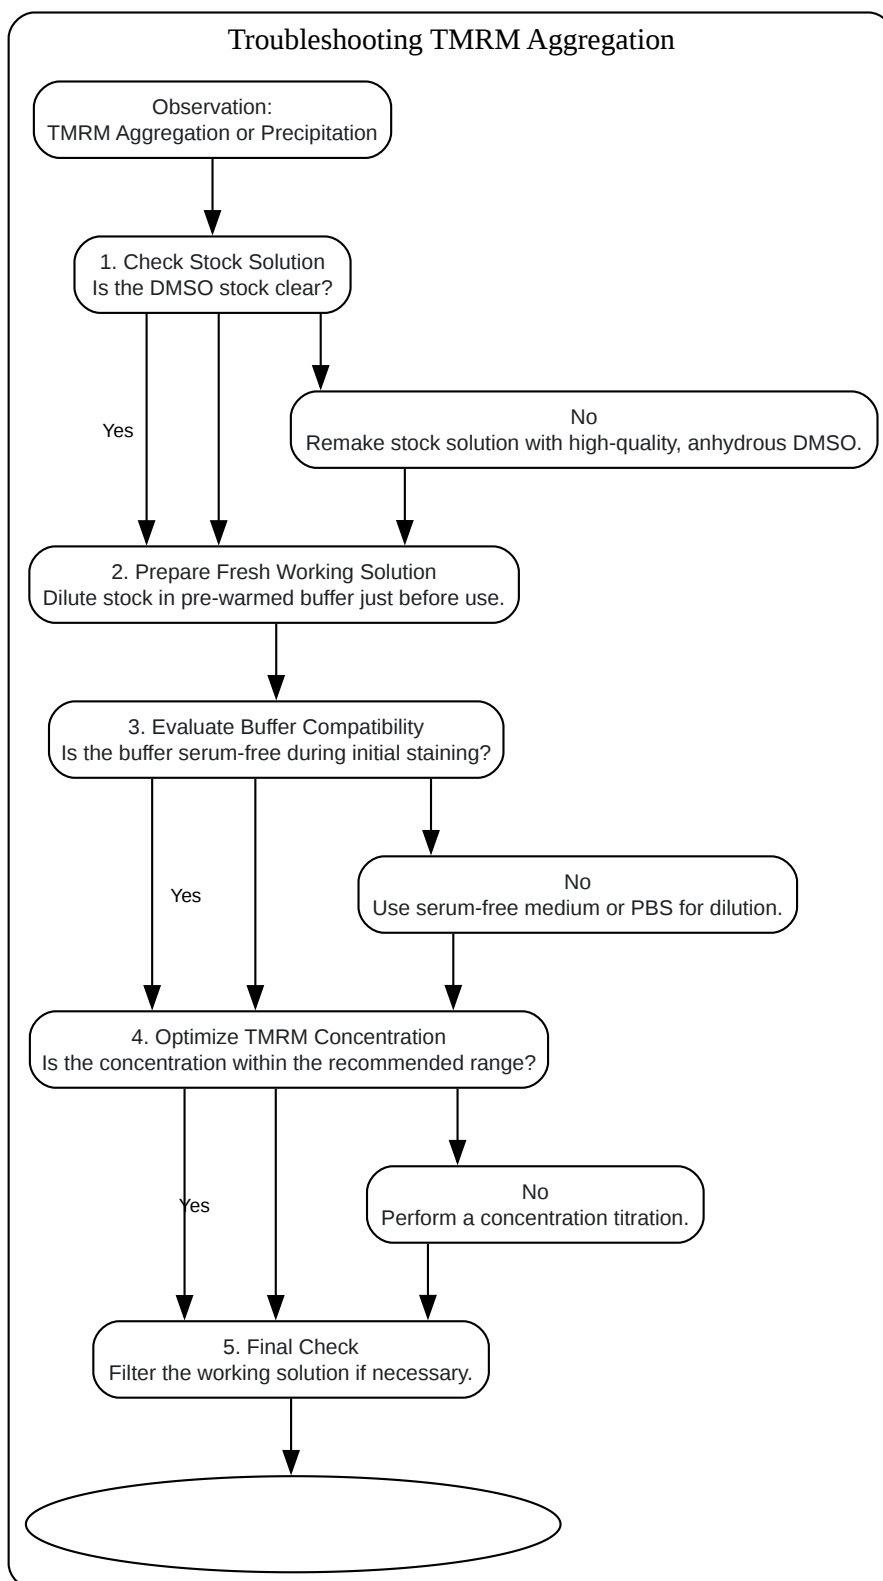 Troubleshooting TMRM Aggregation
Observation:
TMRM Aggregation or Precipitation
1. Check Stock Solution
Is the DMSO stock clear?
Yes
No
Remake stock solution with high-quality, anhydrous DMSO.
2. Prepare Fresh Working Solution
Dilute stock in pre-warmed buffer just before use.
3. Evaluate Buffer Compatibility
Is the buffer serum-free during initial staining?
Yes
No
Use serum-free medium or PBS for dilution.
4. Optimize TMRM Concentration
Is the concentration within the recommended range?
Yes
No
Perform a concentration titration.
5. Final Check
Filter the working solution if necessary.